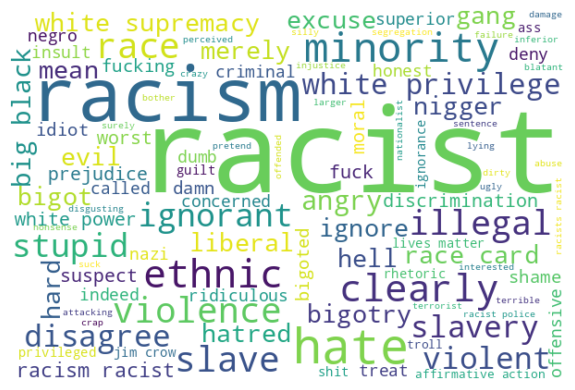 damage
white supremacy
excuse
superior
gang
negro
race
perceived
silly
segregation
ass
inferior
insult
merely
minority
failure
deny
fucking
injustice
honest
blatant
mean
criminal
crazy
white privilege
racism
bother
larger
big black
idiot
worst
moral
nigger
racist
surely
nationalist
ignorance
sentence
evil
dumb
pretend
offended
lying
prejudice
guilt
fuck
dirty
abuse
bigot
called
damn
concerned
angry
discrimination
ugly
disgusting
white power
ignorant
ignore
illegal
racists racist
nonsense
stupid
nazi
liberal
bigoted
hell
lives matter
race card
hard
suspect
ethnic
rhetoric
interested
shame
indeed
ridiculous
clearly
violence
hatred
bigotry
offensive
attacking
suck
terrorist
terrible
slavery
disagree
crap
slave
hate
racist police
privileged
jim crow
troll
violent
racism racist
shit
treat
affirmative action